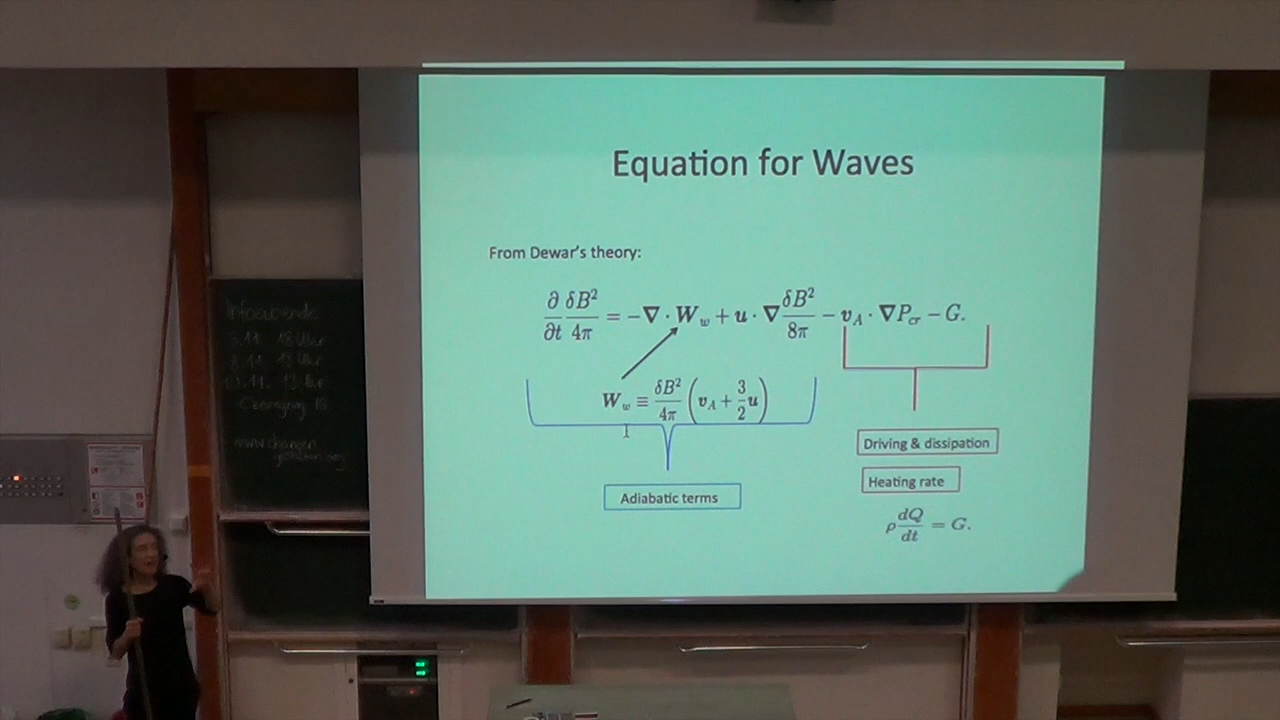 Equation for Waves
From Dewar's theory:
∂/∂t δB²/4π = −∇ · W_w + u · ∇ δB²/8π − v_A · ∇P_cr − G.
W_w ≡ δB²/4π (v_A + 3/2 u)
Adiabatic terms
Driving & dissipation
Heating rate
ρ dQ/dt = G.
Infoabende